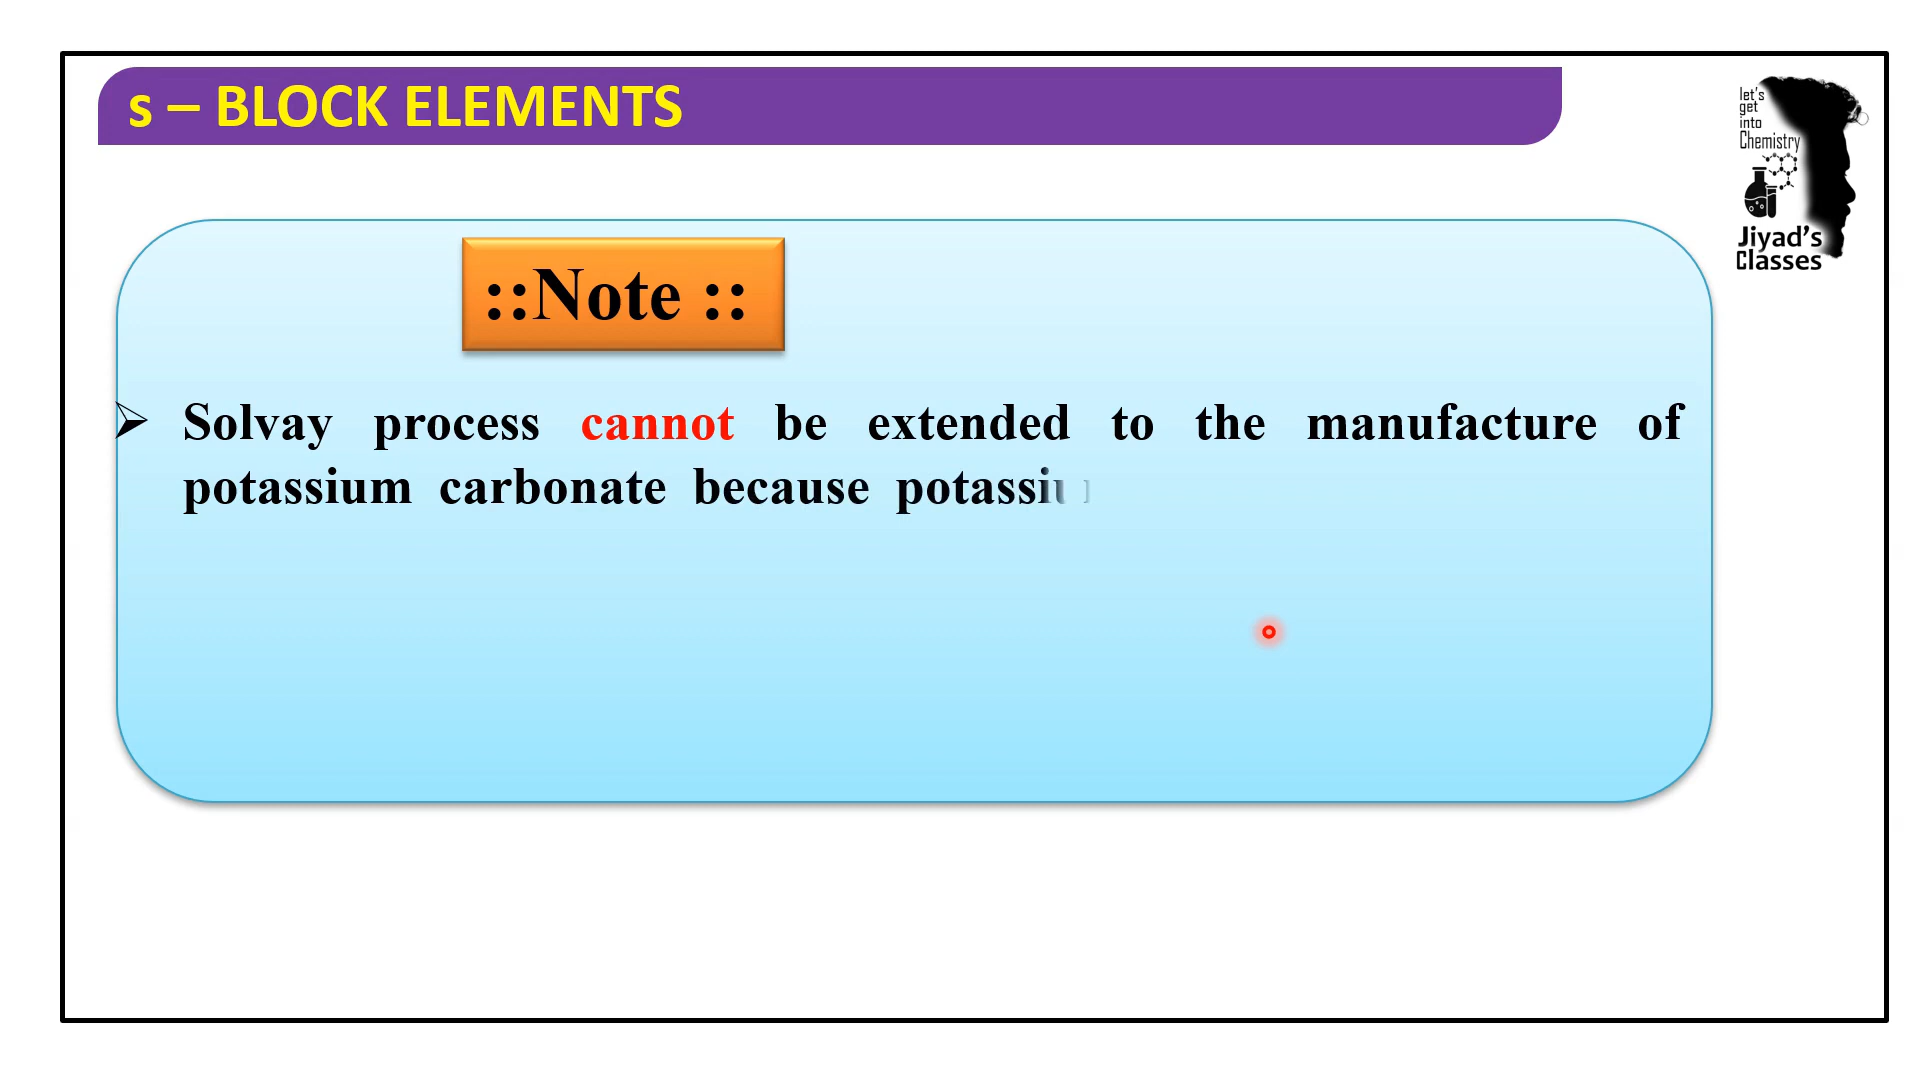 s – BLOCK ELEMENTS
let's
get
into
Chemistry
Jiyad's
Classes
::Note ::
➢ Solvay process cannot be extended to the manufacture of
potassium carbonate because